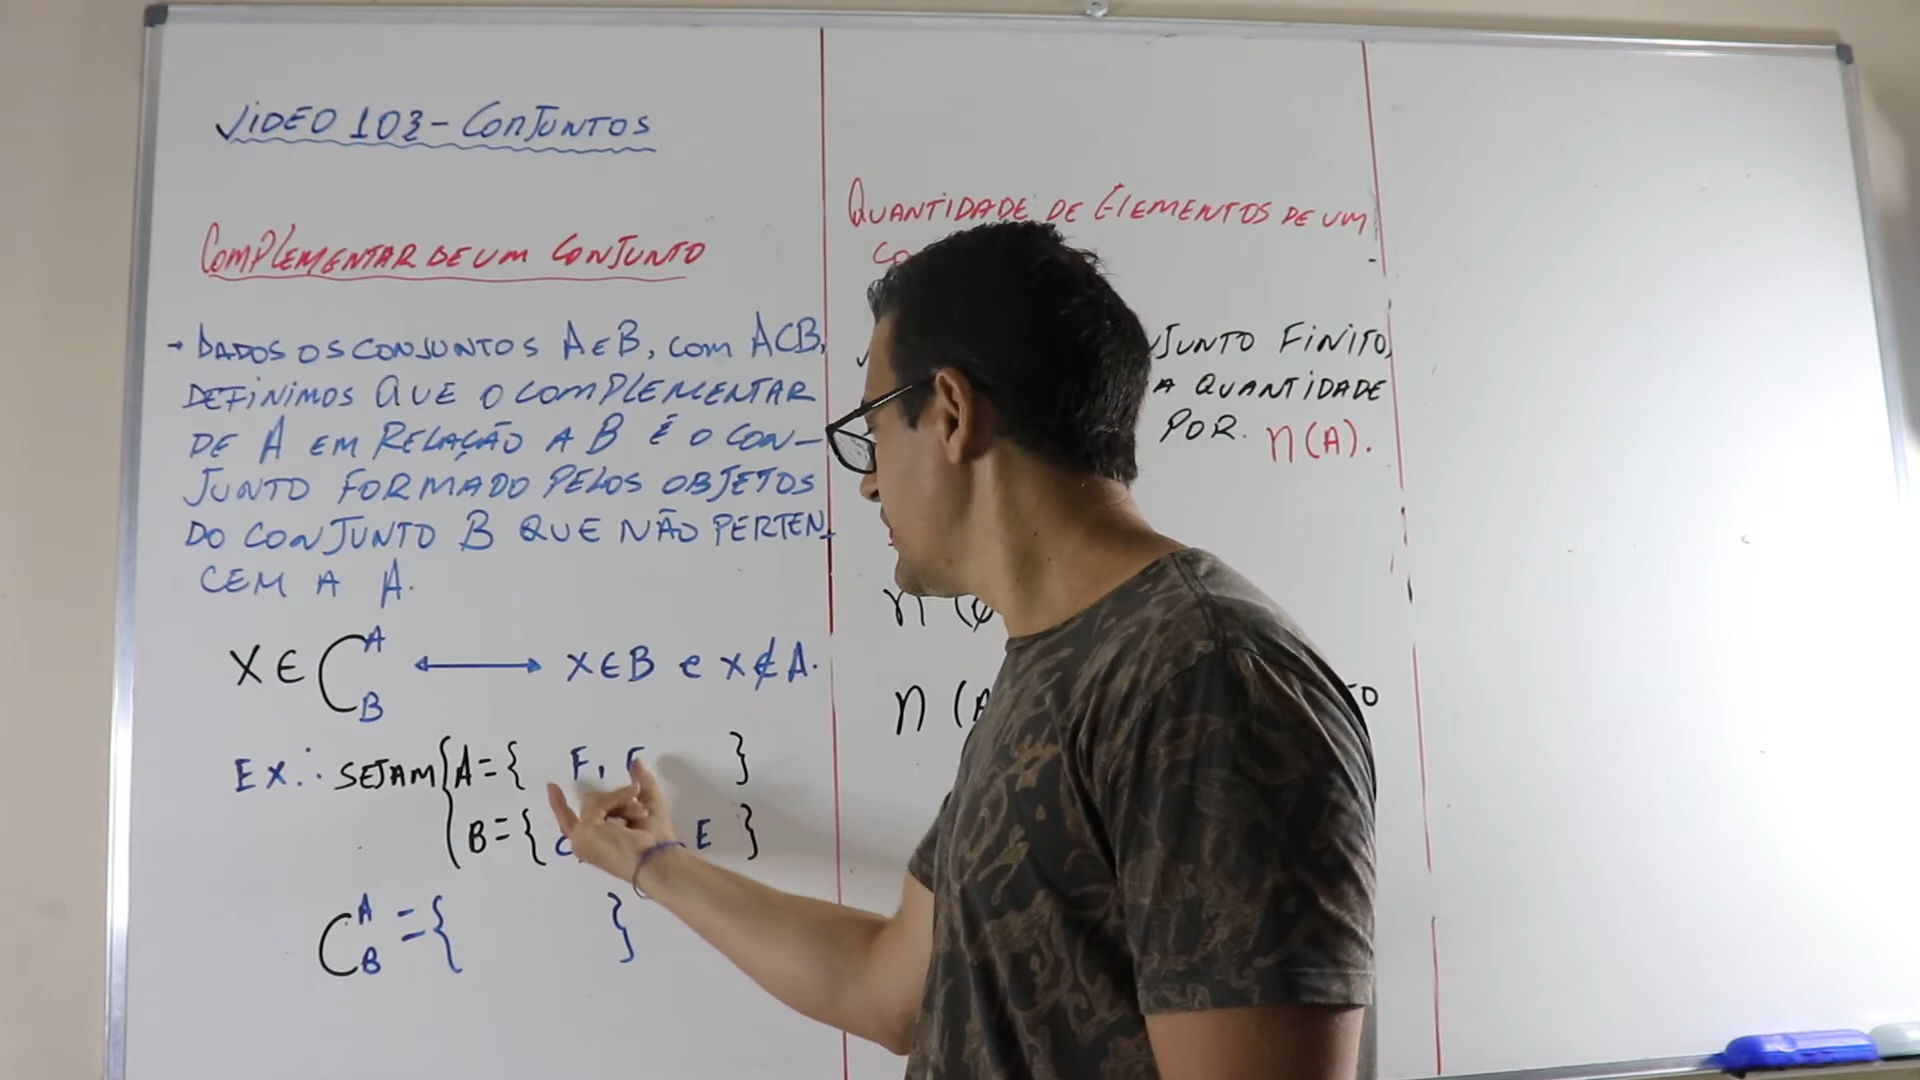 VIDEO 103 - CONJUNTOS
COMPLEMENTAR DE UM CONJUNTO
→ DADOS OS CONJUNTOS A E B, COM A⊂B,
DEFINIMOS QUE O COMPLEMENTAR
DE A EM RELAÇÃO A B É O CON-
JUNTO FORMADO PELOS OBJETOS
DO CONJUNTO B QUE NÃO PERTEN-
CEM A A.
X ∈ C A B ↔ X ∈ B e X ∉ A.
EX.: SEJAM { A = { F, }
B = { C, E }
C A B = { }
QUANTIDADE DE ELEMENTOS DE UM
JUNTO FINITO,
A QUANTIDADE
POR. n(A).
n (∅
n (A